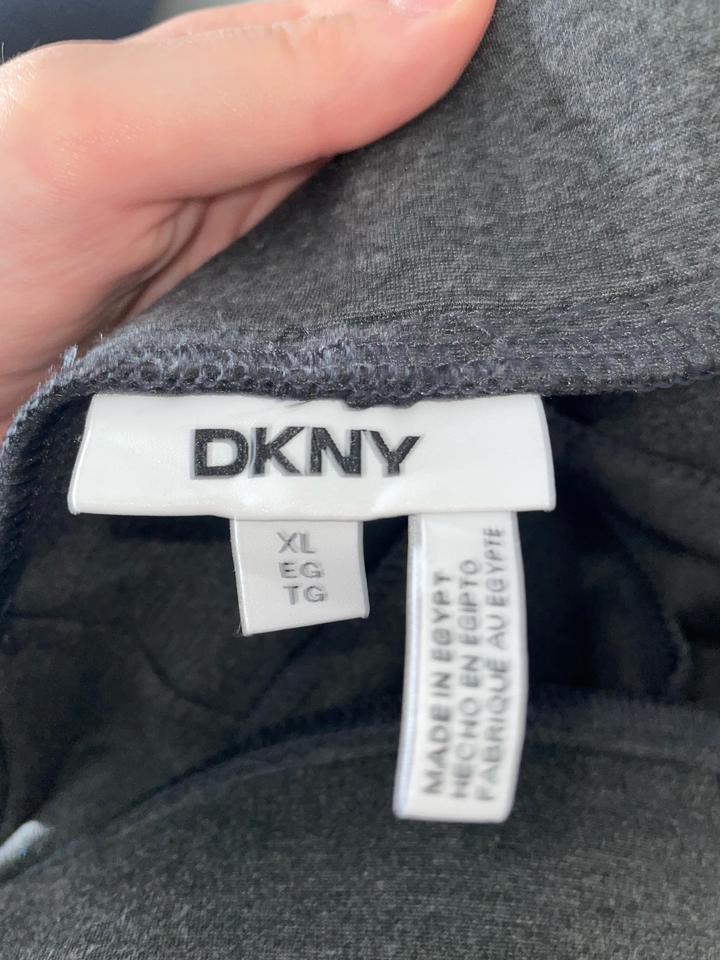 DKNY
XL
EG
TG
MADE IN EGYPT
HECHO EN EGIPTO
FABRIQUÉ AU EGYPTE